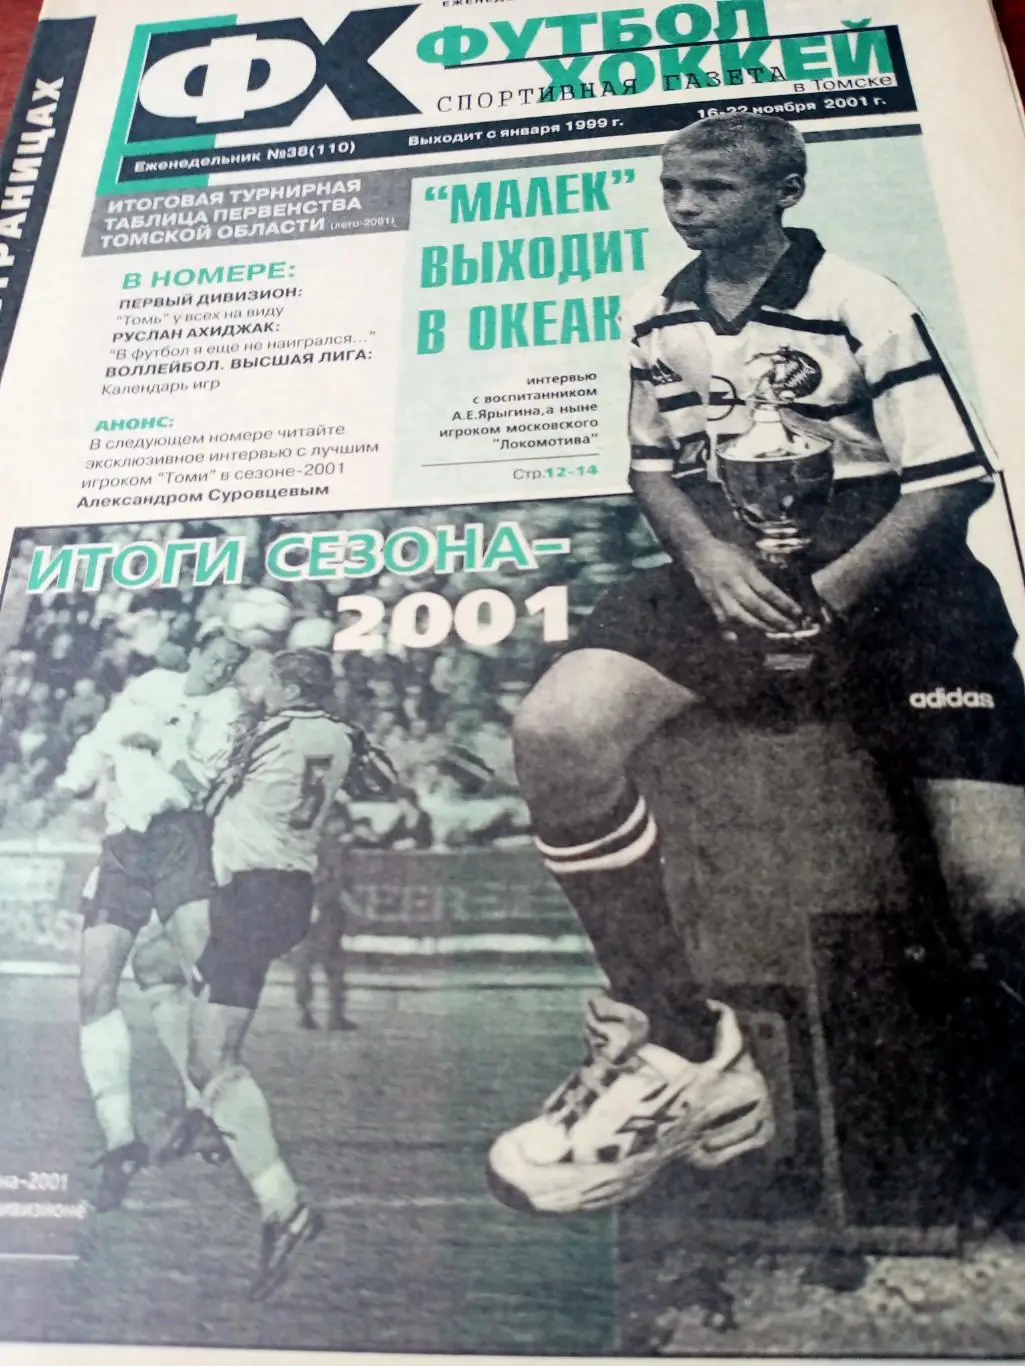 ФХ ФУТБОЛ
ХОККЕЙ
СПОРТИВНАЯ ГАЗЕТА
в Томске
Еженедельник №38(110)
Выходит с января 1999 г.
16-22 ноября 2001 г.
ИТОГОВАЯ ТУРНИРНАЯ
ТАБЛИЦА ПЕРВЕНСТВА
ТОМСКОЙ ОБЛАСТИ (лето-2001)
В НОМЕРЕ:
ПЕРВЫЙ ДИВИЗИОН:
"Томь" у всех на виду
РУСЛАН АХИДЖАК:
"В футбол я еще не наигрался..."
ВОЛЛЕЙБОЛ. ВЫСШАЯ ЛИГА:
Календарь игр
АНОНС:
В следующем номере читайте
эксклюзивное интервью с лучшим
игроком "Томи" в сезоне-2001
Александром Суровцевым
"МАЛЕК"
ВЫХОДИТ
В ОКЕАН
интервью
с воспитанником
А.Е.Ярыгина,а ныне
игроком московского
"Локомотива"
Стр.12-14
ИТОГИ СЕЗОНА-
2001
5
adidas
на-2001
ивизионе